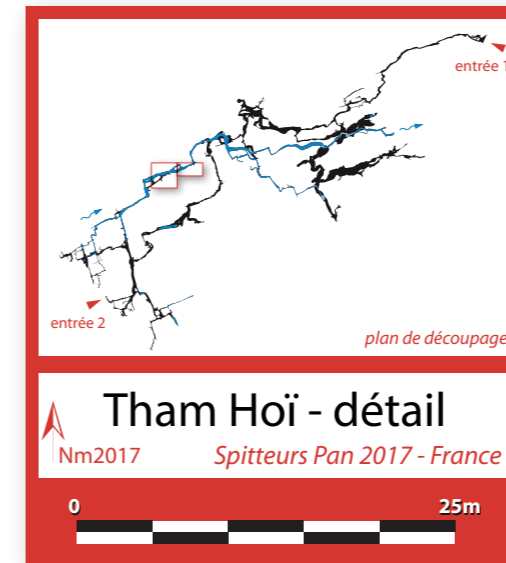 entrée 1
entrée 2
plan de découpage
Tham Hoï - détail
Nm2017 Spitteurs Pan 2017 - France
0 25m